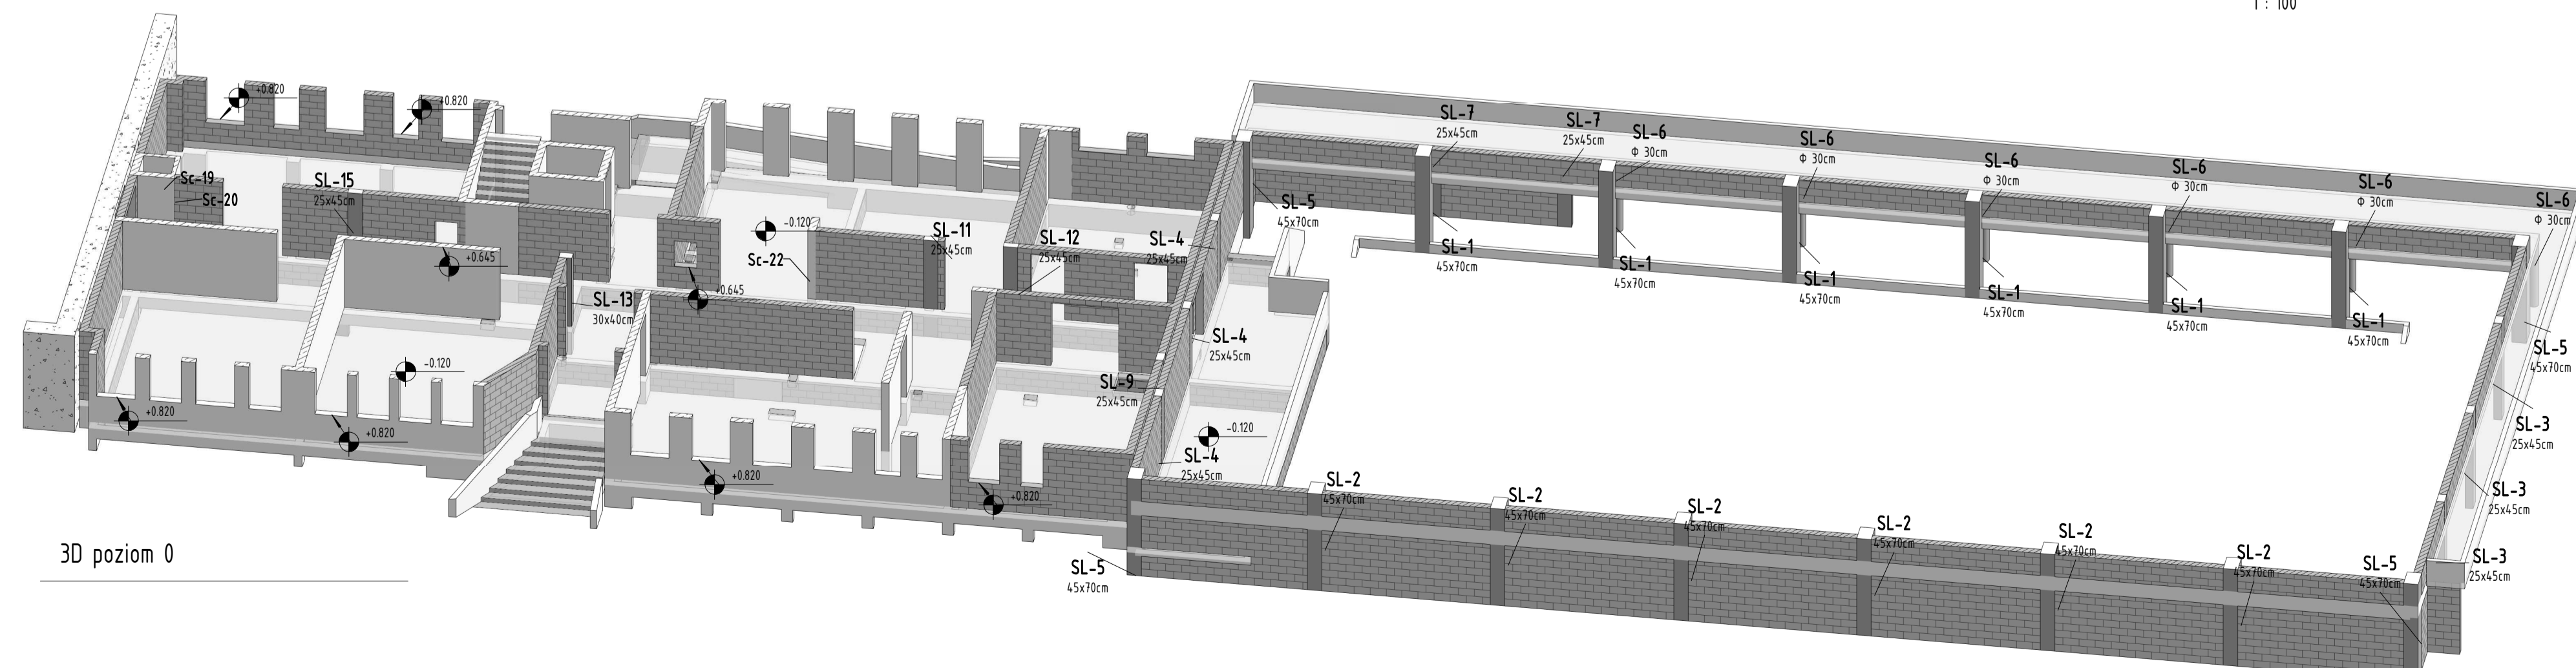 1 : 100
+0.820
+0.820
SL-7
25x45cm
SL-7
25x45cm
SL-6
Φ 30cm
SL-6
Φ 30cm
SL-6
Φ 30cm
SL-6
Φ 30cm
SL-6
Φ 30cm
SL-6
Φ 30cm
Sc-19
Sc-20
SL-15
25x45cm
-0.120
SL-11
25x45cm
SL-12
25x45cm
SL-4
25x45cm
SL-5
45x70cm
SL-1
45x70cm
SL-1
45x70cm
SL-1
45x70cm
SL-1
45x70cm
SL-1
45x70cm
SL-1
45x70cm
+0.645
Sc-22
+0.645
SL-13
30x40cm
SL-4
25x45cm
SL-5
45x70cm
-0.120
SL-9
25x45cm
+0.820
+0.820
-0.120
SL-3
25x45cm
SL-4
25x45cm
+0.820
+0.820
SL-2
45x70cm
SL-2
45x70cm
SL-2
45x70cm
SL-2
45x70cm
SL-2
45x70cm
SL-2
45x70cm
SL-3
25x45cm
3D poziom 0
SL-5
45x70cm
SL-5
45x70cm
SL-3
25x45cm